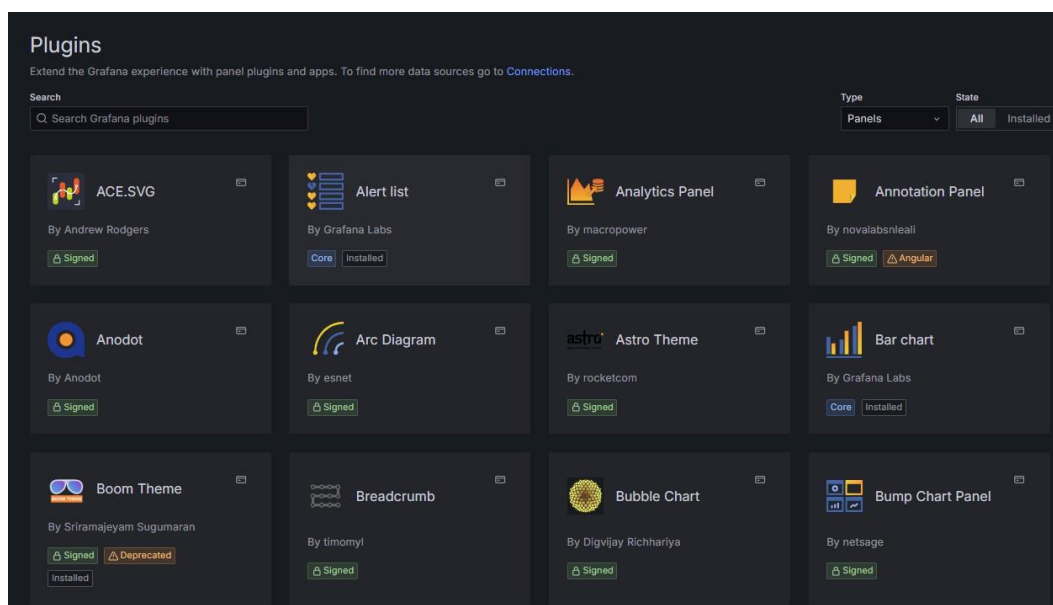 Plugins
Extend the Grafana experience with panel plugins and apps. To find more data sources go to Connections.
Search
Search Grafana plugins
Type
Panels
State
All Installed
ACE.SVG
By Andrew Rodgers
Signed
Alert list
By Grafana Labs
Core Installed
Analytics Panel
By macropower
Signed
Annotation Panel
By novalabsnleali
Signed Angular
Anodot
By Anodot
Signed
Arc Diagram
By esnet
Signed
astro
Astro Theme
By rocketcom
Signed
Bar chart
By Grafana Labs
Core Installed
BOOM THEME
Boom Theme
By Sriramajeyam Sugumaran
Signed Deprecated
Installed
Breadcrumb
By timomyl
Signed
Bubble Chart
By Digvijay Richhariya
Signed
Bump Chart Panel
By netsage
Signed